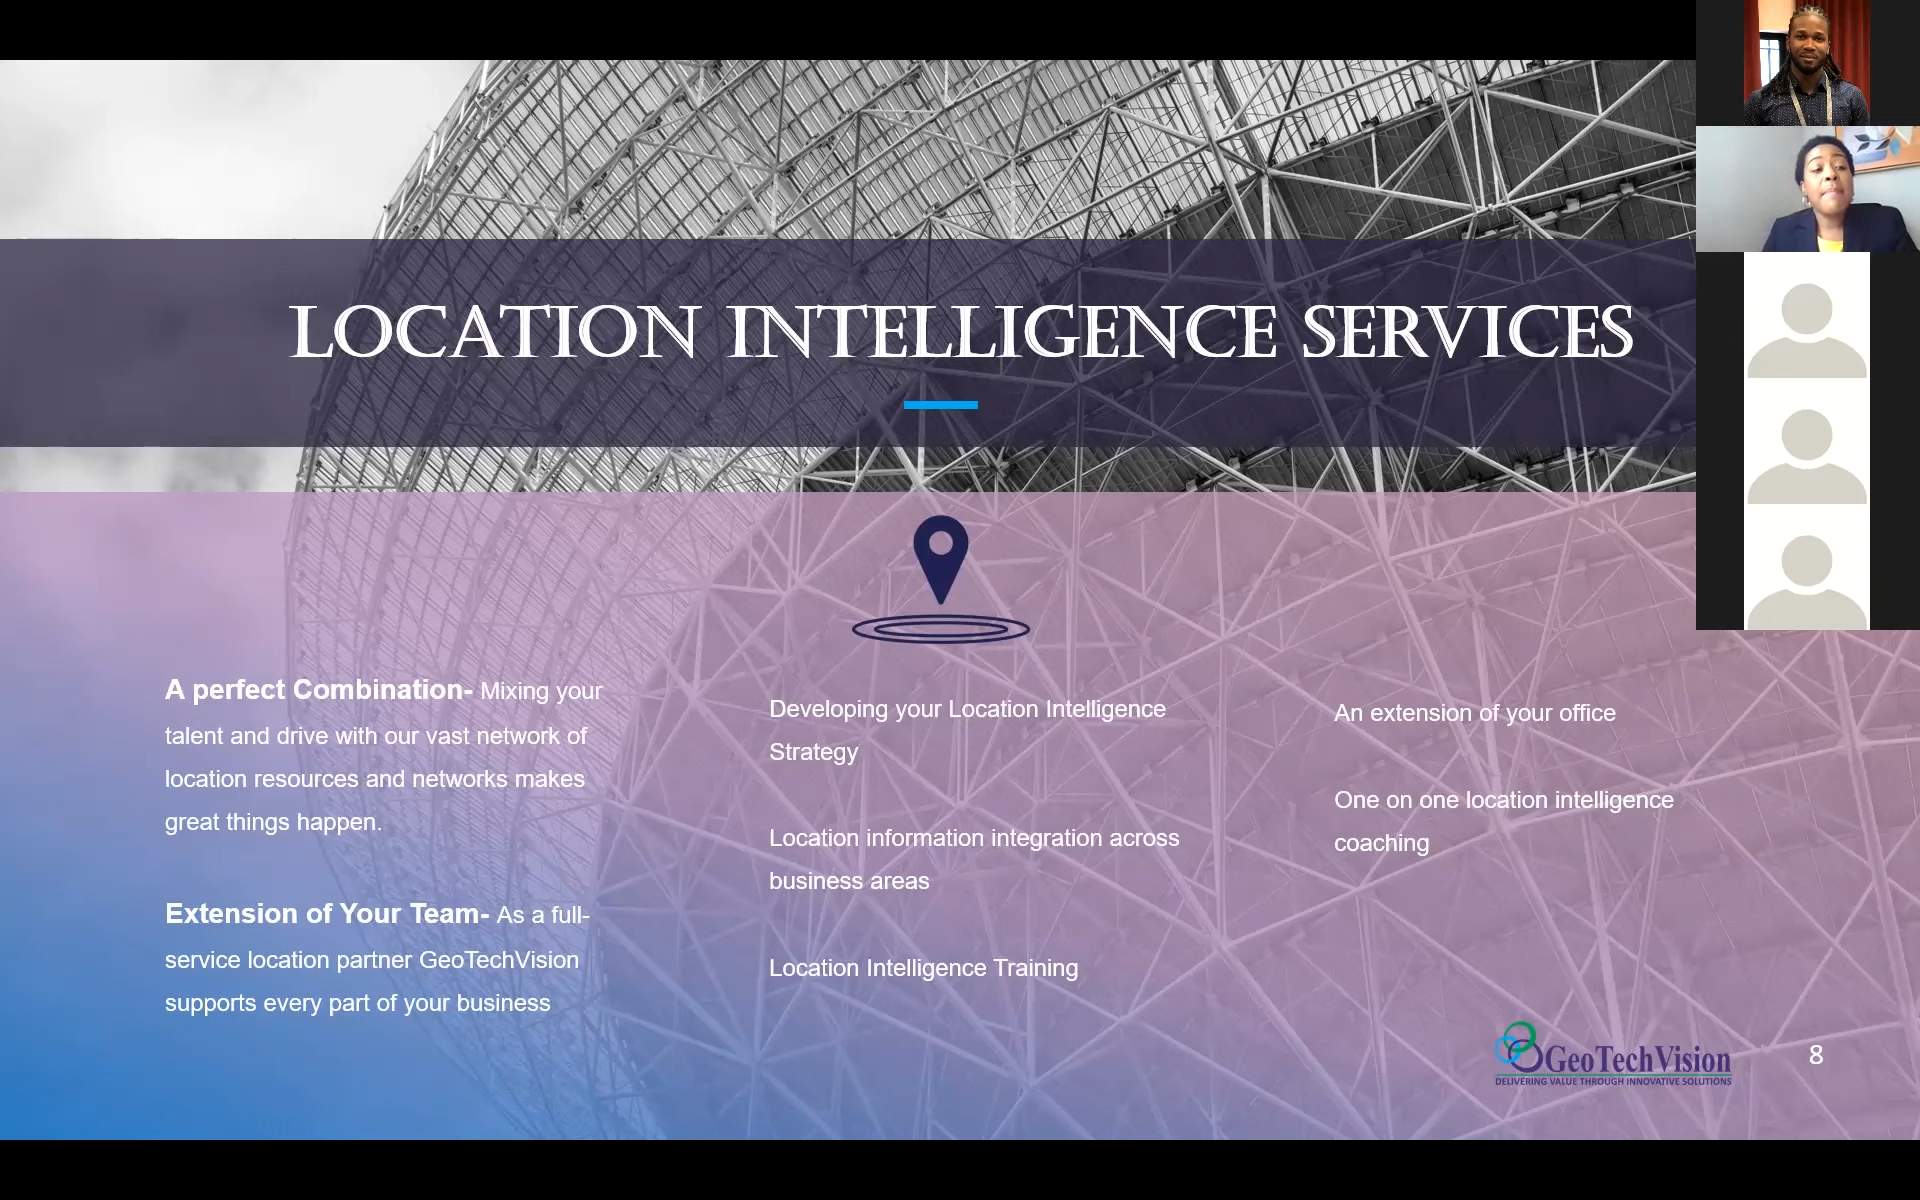 LOCATION INTELLIGENCE SERVICES
A perfect Combination- Mixing your
talent and drive with our vast network of
location resources and networks makes
great things happen.
Extension of Your Team- As a full-
service location partner GeoTechVision
supports every part of your business
Developing your Location Intelligence
Strategy
Location information integration across
business areas
Location Intelligence Training
An extension of your office
One on one location intelligence
coaching
GeoTechVision
DELIVERING VALUE THROUGH INNOVATIVE SOLUTIONS
8